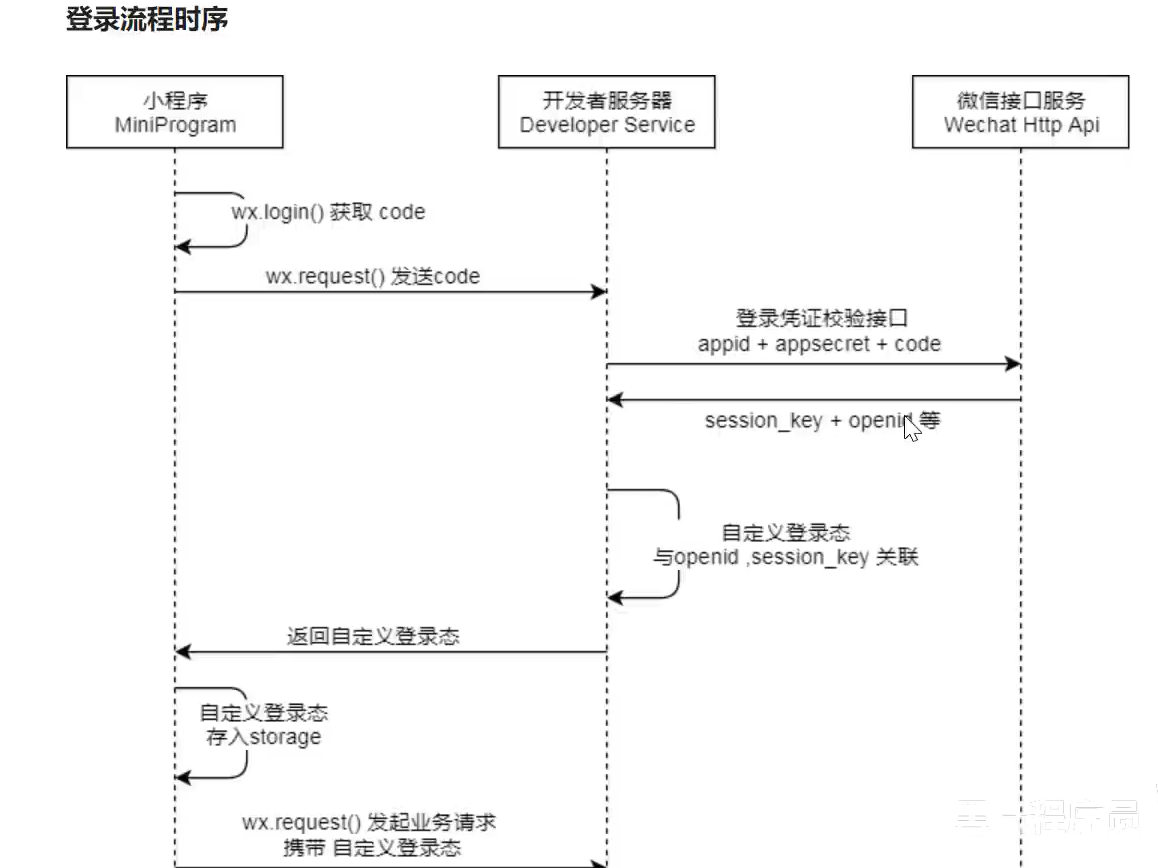 登录流程时序
小程序
MiniProgram
开发者服务器
Developer Service
微信接口服务
Wechat Http Api
wx.login() 获取 code
wx.request() 发送code
登录凭证校验接口
appid + appsecret + code
session_key + openid 等
自定义登录态
与openid ,session_key 关联
返回自定义登录态
自定义登录态
存入storage
wx.request() 发起业务请求
携带 自定义登录态
程序员